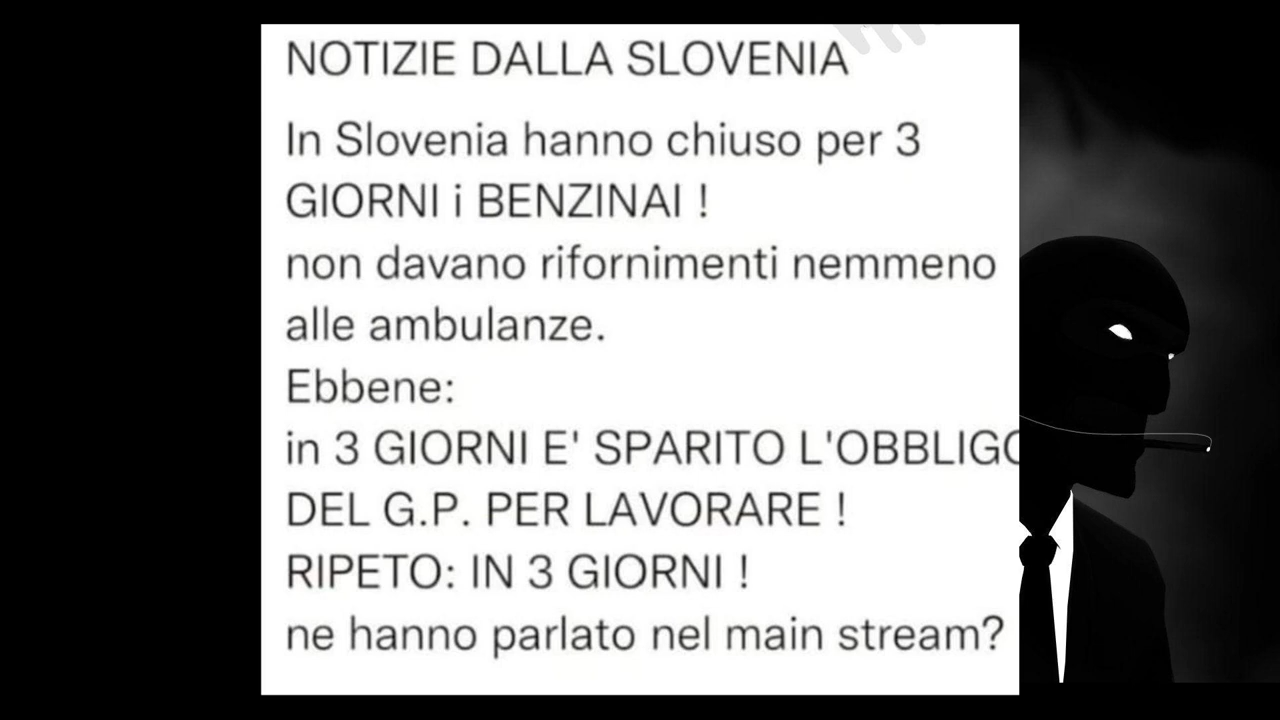 NOTIZIE DALLA SLOVENIA
In Slovenia hanno chiuso per 3
GIORNI i BENZINAI !
non davano rifornimenti nemmeno
alle ambulanze.
Ebbene:
in 3 GIORNI E' SPARITO L'OBBLIGO
DEL G.P. PER LAVORARE !
RIPETO: IN 3 GIORNI !
ne hanno parlato nel main stream?